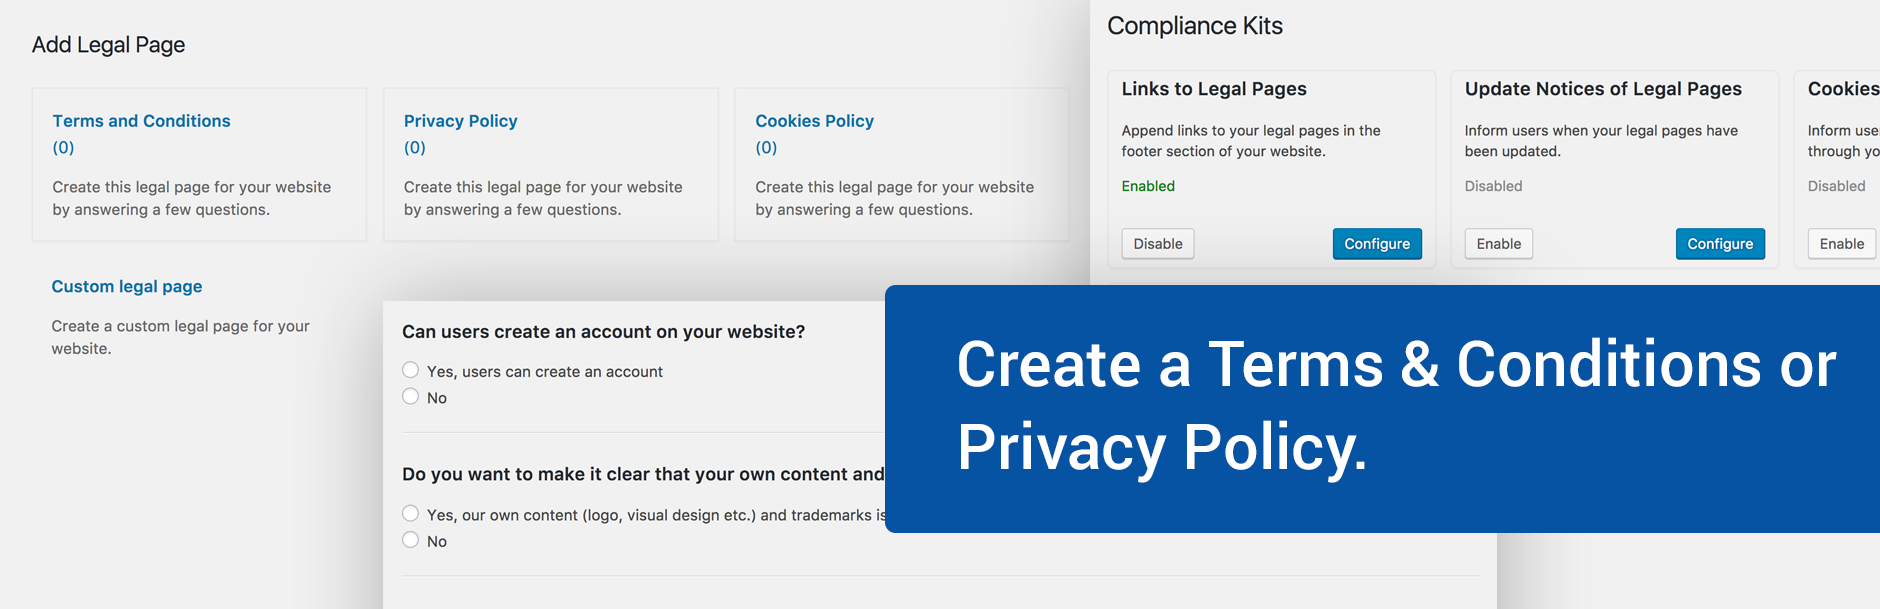 Add Legal Page
Terms and Conditions
(0)
Create this legal page for your website
by answering a few questions.
Privacy Policy
(0)
Create this legal page for your website
by answering a few questions.
Cookies Policy
(0)
Create this legal page for your website
by answering a few questions.
Custom legal page
Create a custom legal page for your
website.
Compliance Kits
Links to Legal Pages
Append links to your legal pages in the
footer section of your website.
Enabled
Disable
Configure
Update Notices of Legal Pages
Inform users when your legal pages have
been updated.
Disabled
Enable
Configure
Cookies
Inform
through
Disabled
Enable
Can users create an account on your website?
Yes, users can create an account
No
Do you want to make it clear that your own content and
Yes, our own content (logo, visual design etc.) and trademarks is
No
Create a Terms & Conditions or
Privacy Policy.